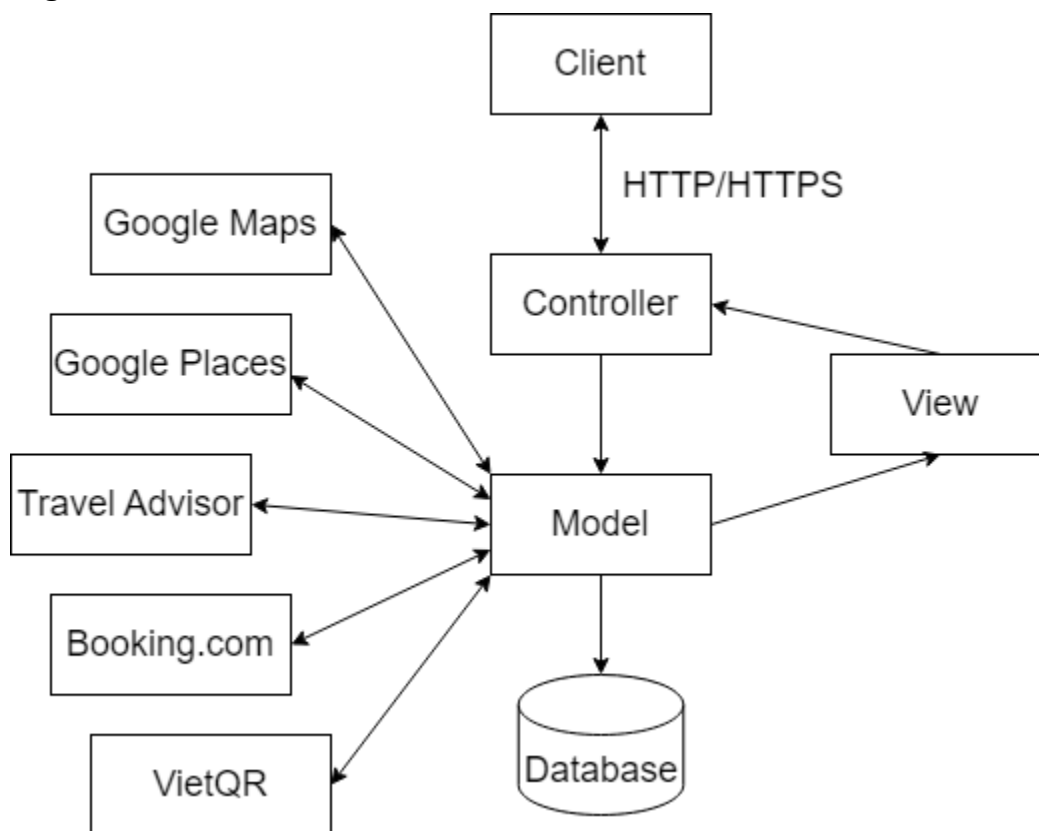 Client
HTTP/HTTPS
Google Maps
Controller
Google Places
View
Travel Advisor
Model
Booking.com
Database
VietQR